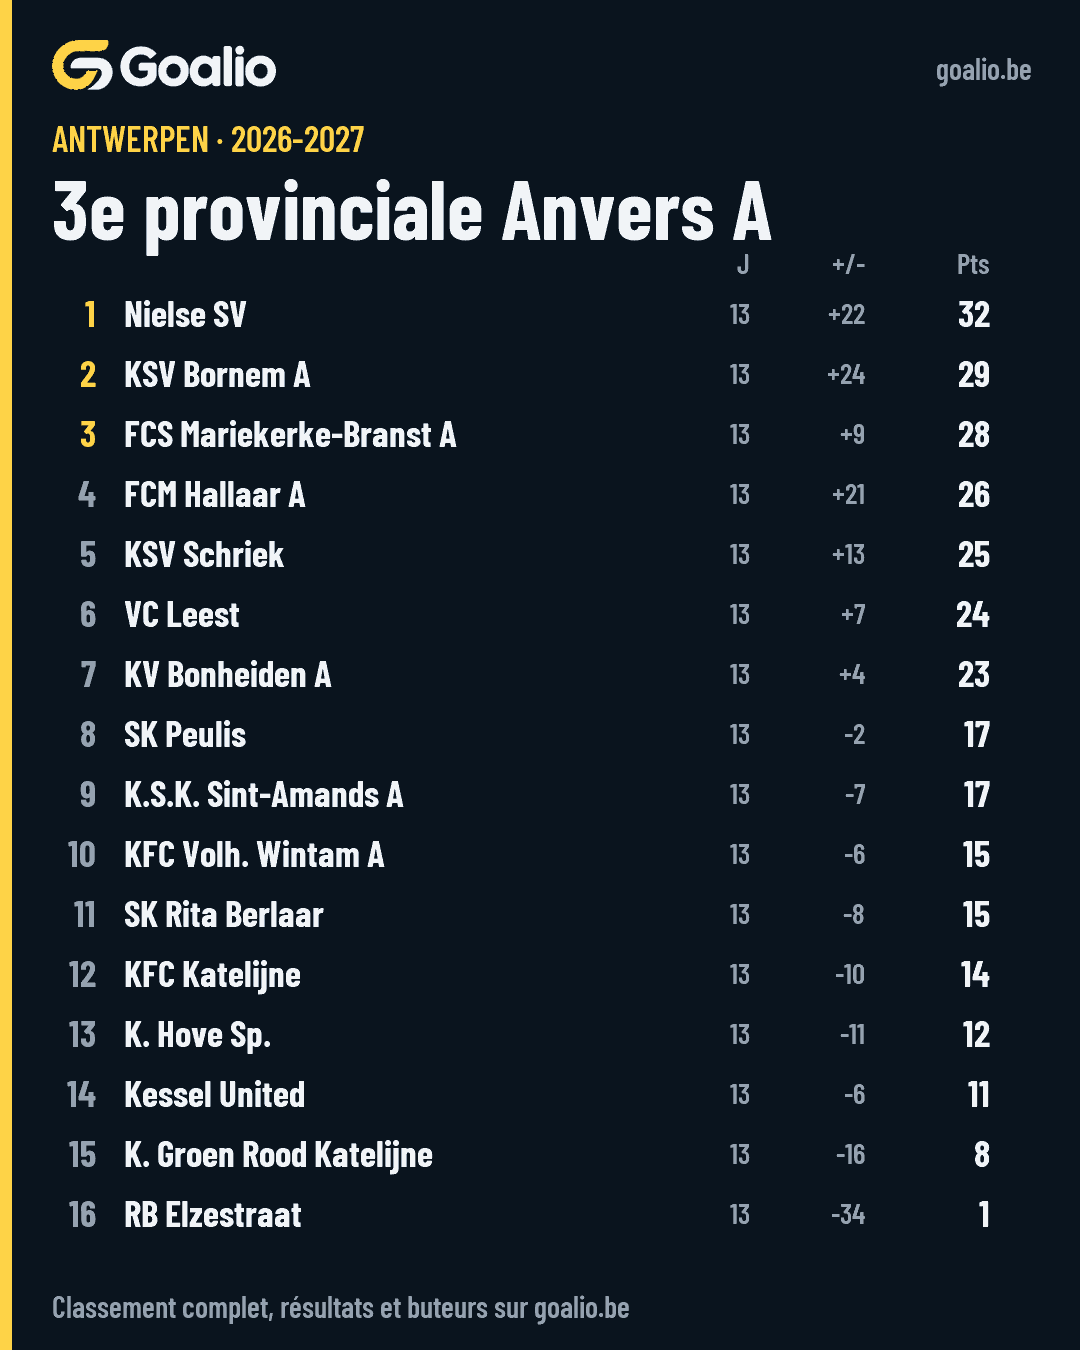 Goalio goalio.be
ANTWERPEN · 2026-2027
3e provinciale Anvers A
J +/- Pts
1 Nielse SV 13 +22 32
2 KSV Bornem A 13 +24 29
3 FCS Mariekerke-Branst A 13 +9 28
4 FCM Hallaar A 13 +21 26
5 KSV Schriek 13 +13 25
6 VC Leest 13 +7 24
7 KV Bonheiden A 13 +4 23
8 SK Peulis 13 -2 17
9 K.S.K. Sint-Amands A 13 -7 17
10 KFC Volh. Wintam A 13 -6 15
11 SK Rita Berlaar 13 -8 15
12 KFC Katelijne 13 -10 14
13 K. Hove Sp. 13 -11 12
14 Kessel United 13 -6 11
15 K. Groen Rood Katelijne 13 -16 8
16 RB Elzestraat 13 -34 1
Classement complet, résultats et buteurs sur goalio.be